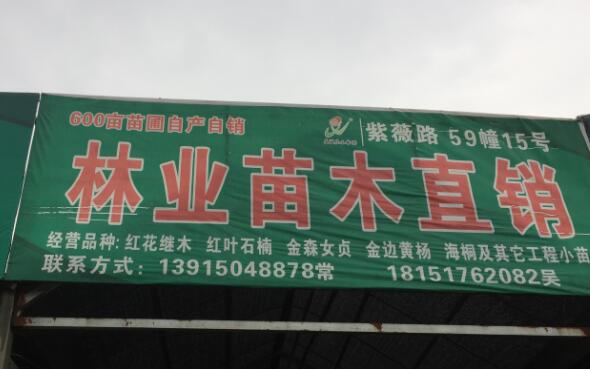 600亩苗圃自产自销
紫薇路 59幢15号
林业苗木直销
经营品种:红花继木 红叶石楠 金森女贞 金边黄杨 海桐及其它工程小苗
联系方式:13915048878常 18151762082吴